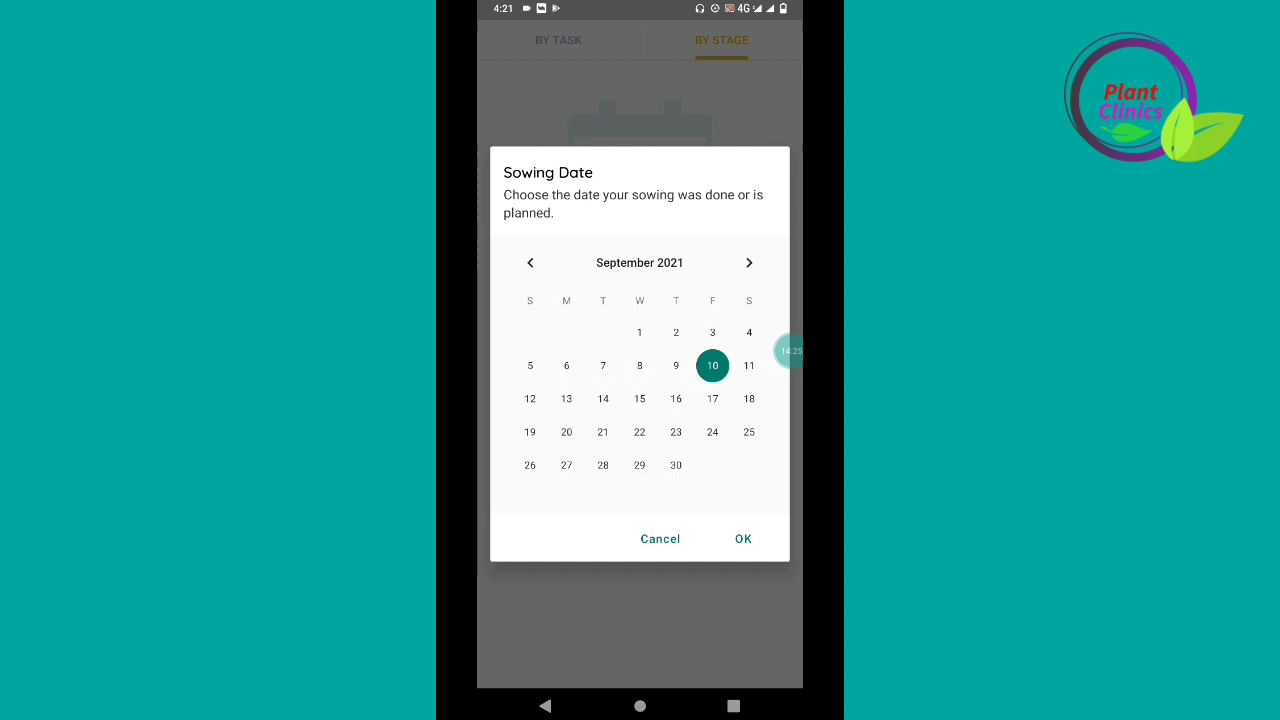 4:21
4G
BY TASK
BY STAGE
Plant
Clinics
Sowing Date
Choose the date your sowing was done or is
planned.
September 2021
S M T W T F S
1 2 3 4
5 6 7 8 9 10 11
12 13 14 15 16 17 18
19 20 21 22 23 24 25
26 27 28 29 30
14:25
Cancel OK